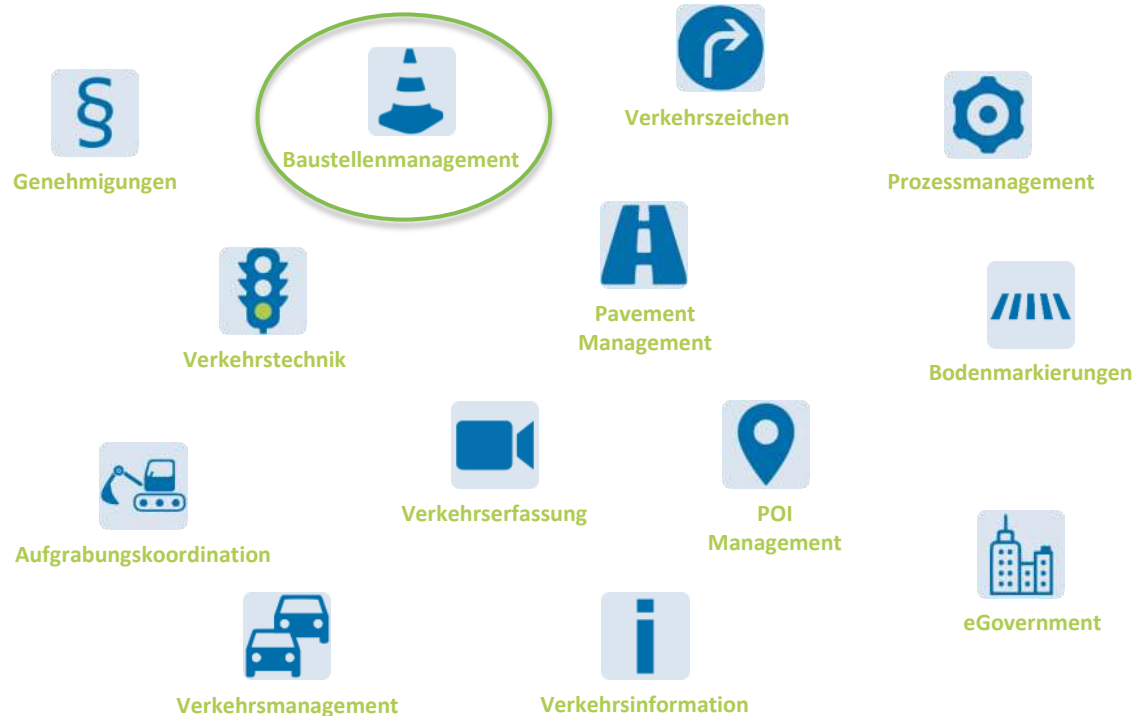 §
Genehmigungen
Baustellenmanagement
Verkehrszeichen
Prozessmanagement
Verkehrstechnik
Pavement
Management
Bodenmarkierungen
Aufgrabungskoordination
Verkehrserfassung
POI
Management
eGovernment
Verkehrsmanagement
i
Verkehrsinformation